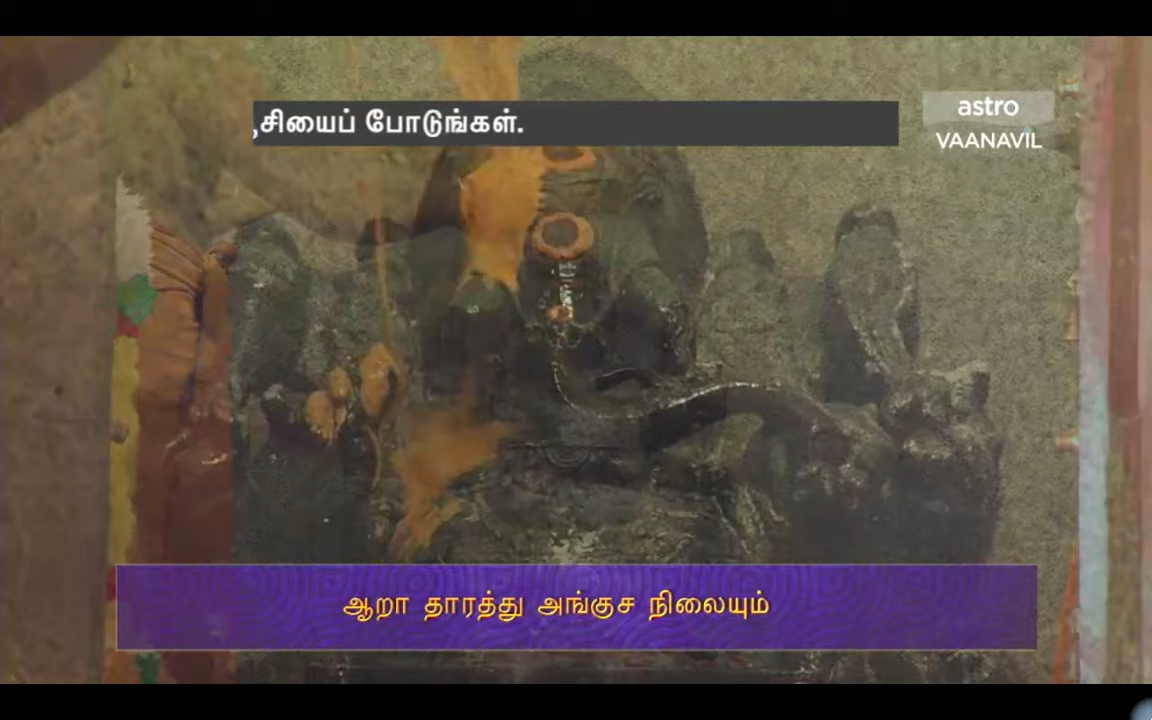 சியைப் போடுங்கள்.
astro
VAANAVIL
ஆறா தாரத்து அங்குச நிலையும்